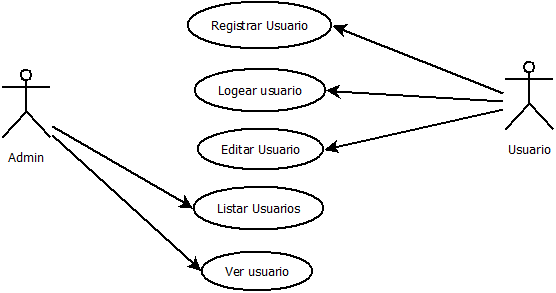 Registrar Usuario
Logear usuario
Editar Usuario
Admin
Usuario
Listar Usuarios
Ver usuario